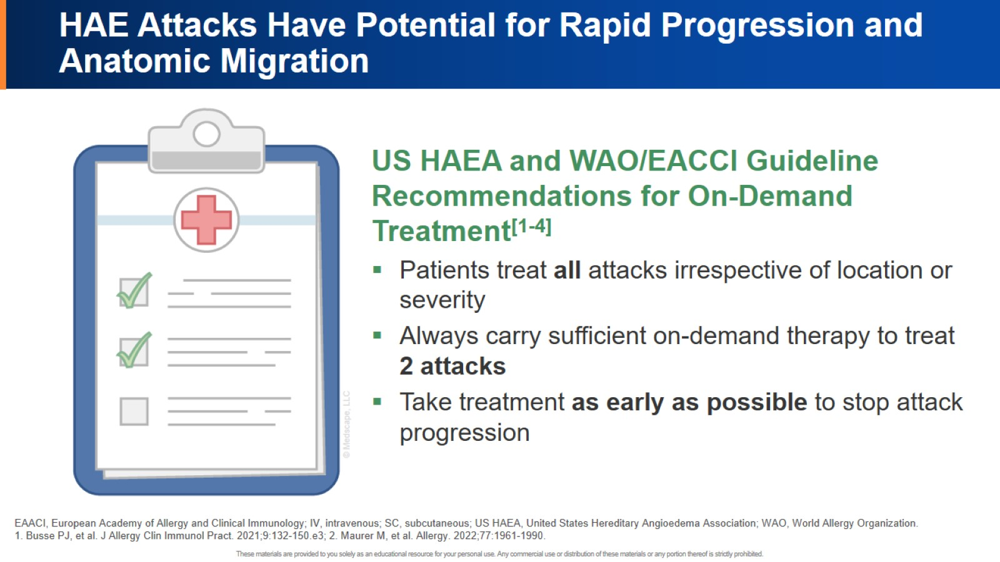 HAE Attacks Have Potential for Rapid Progression and
Anatomic Migration
US HAEA and WAO/EACCI Guideline
Recommendations for On-Demand
Treatment[1-4]
▪ Patients treat all attacks irrespective of location or
severity
▪ Always carry sufficient on-demand therapy to treat
2 attacks
▪ Take treatment as early as possible to stop attack
progression
© Medscape, LLC
EAACI, European Academy of Allergy and Clinical Immunology; IV, intravenous; SC, subcutaneous; US HAEA, United States Hereditary Angioedema Association; WAO, World Allergy Organization.
1. Busse PJ, et al. J Allergy Clin Immunol Pract. 2021;9:132-150.e3; 2. Maurer M, et al. Allergy. 2022;77:1961-1990.
These materials are provided to you solely as an educational resource for your personal use. Any commercial use or distribution of these materials or any portion thereof is strictly prohibited.